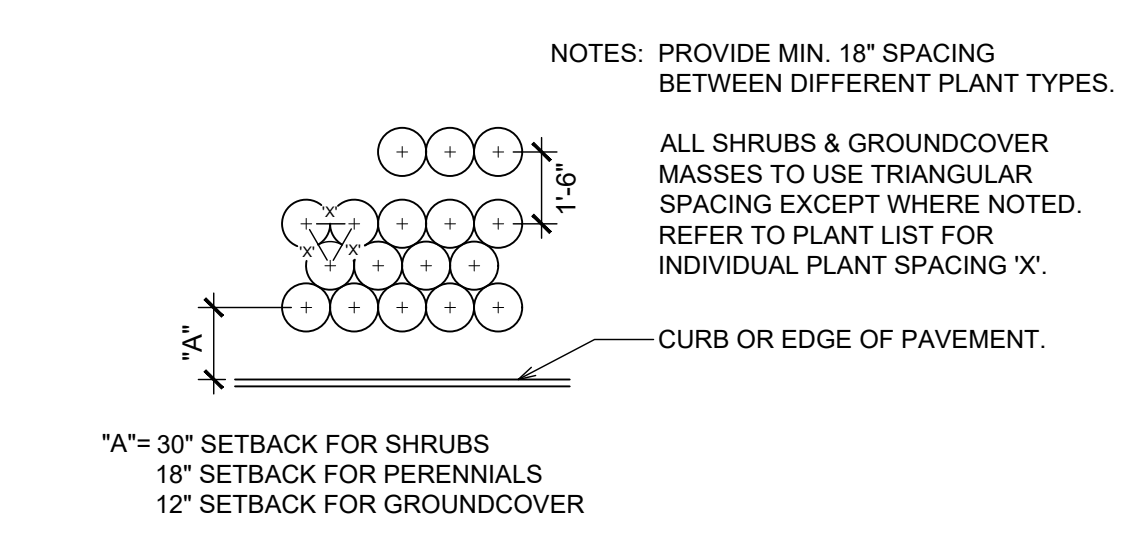 NOTES: PROVIDE MIN. 18" SPACING
BETWEEN DIFFERENT PLANT TYPES.
ALL SHRUBS & GROUNDCOVER
MASSES TO USE TRIANGULAR
SPACING EXCEPT WHERE NOTED.
REFER TO PLANT LIST FOR
INDIVIDUAL PLANT SPACING 'X'.
1'-6"
'X'
'X'
'X'
"A"
CURB OR EDGE OF PAVEMENT.
"A"= 30" SETBACK FOR SHRUBS
18" SETBACK FOR PERENNIALS
12" SETBACK FOR GROUNDCOVER